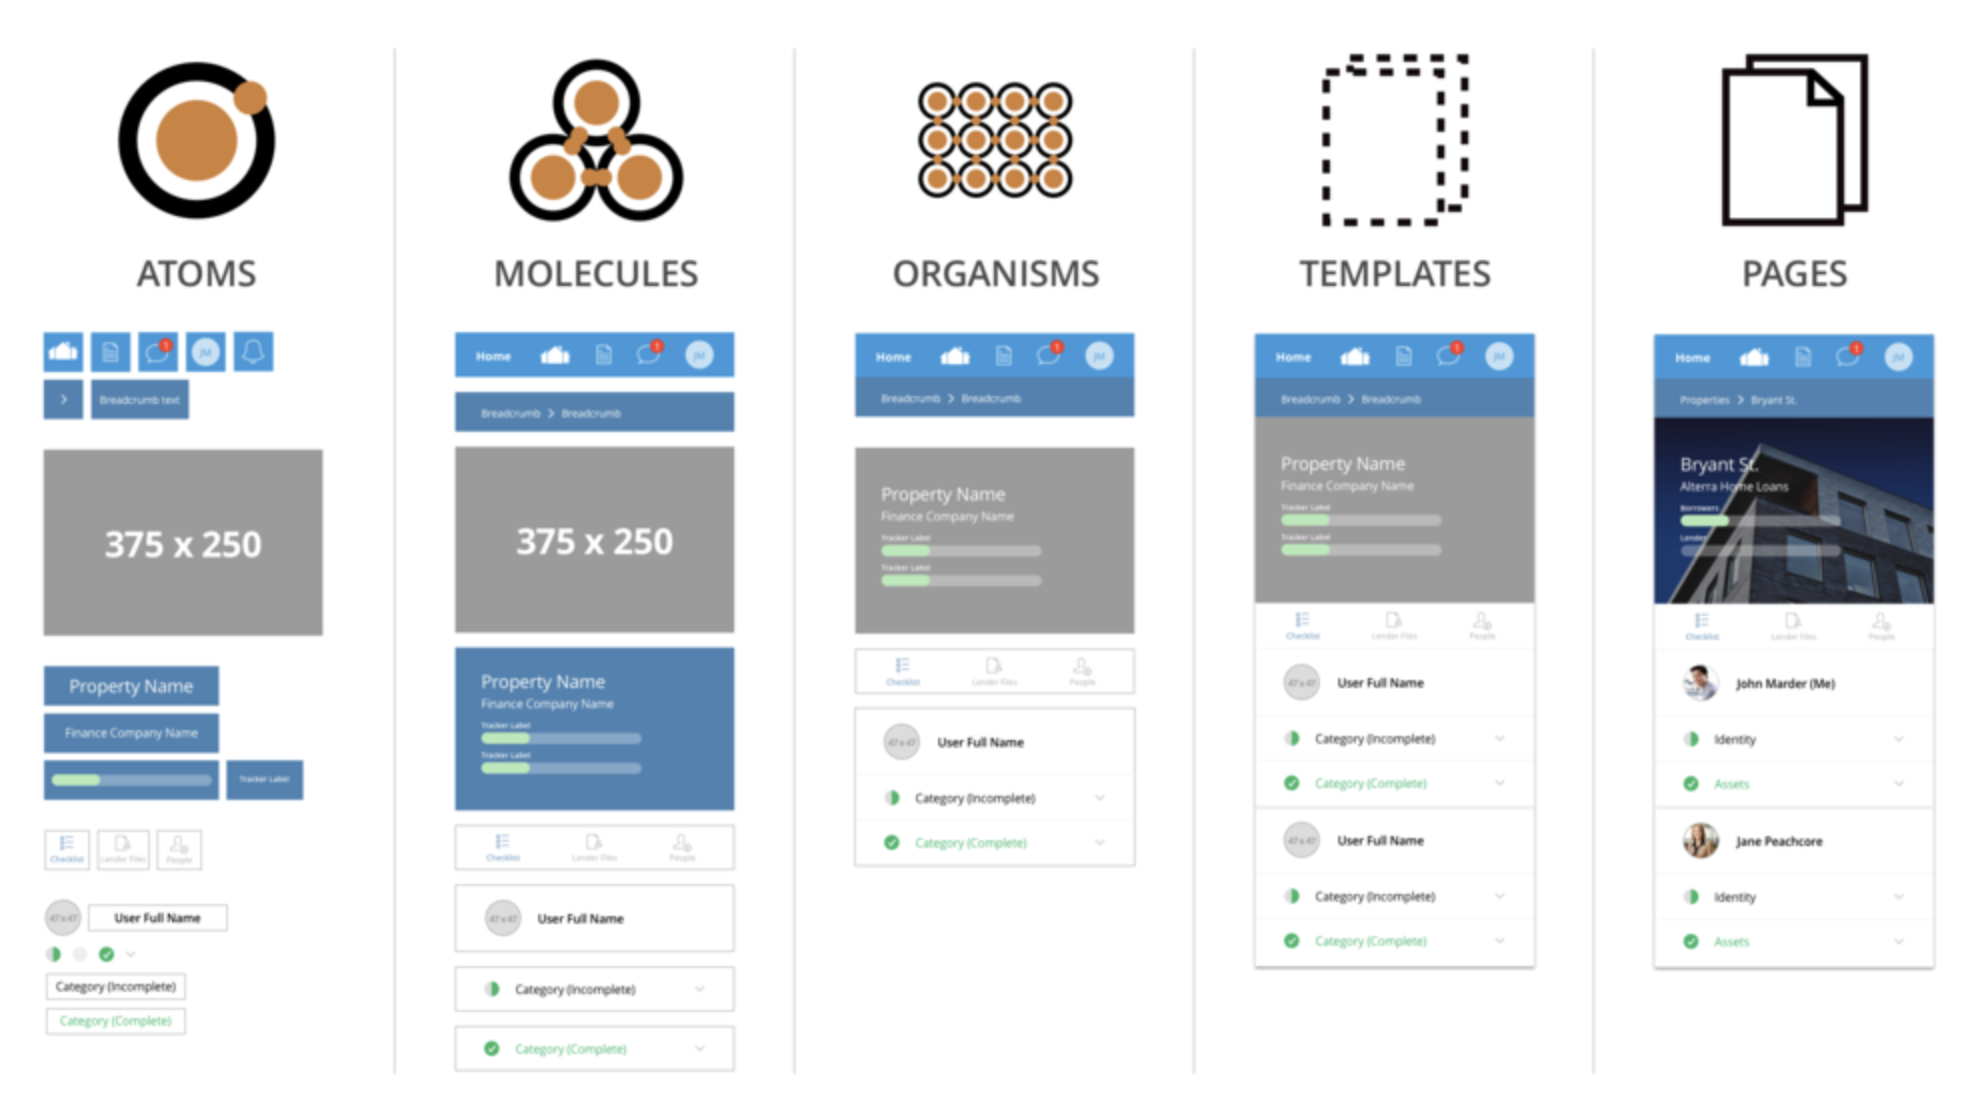 ATOMS
1
JM
Breadcrumb text
375 x 250
Property Name
Finance Company Name
Tracker Label
Checklist
Lender Files
People
47 x 47
User Full Name
Category (Incomplete)
Category (Complete)
MOLECULES
Home
1
JM
Breadcrumb
Breadcrumb
375 x 250
Property Name
Finance Company Name
Tracker Label
Tracker Label
Checklist
Lender Files
People
47 x 47
User Full Name
Category (Incomplete)
Category (Complete)
ORGANISMS
Home
1
JM
Breadcrumb
Breadcrumb
Property Name
Finance Company Name
Tracker Label
Tracker Label
Checklist
Lender Files
People
47 x 47
User Full Name
Category (Incomplete)
Category (Complete)
TEMPLATES
Home
1
JM
Breadcrumb
Breadcrumb
Property Name
Finance Company Name
Tracker Label
Tracker Label
Checklist
Lender Files
People
47 x 47
User Full Name
Category (Incomplete)
Category (Complete)
47 x 47
User Full Name
Category (Incomplete)
Category (Complete)
PAGES
Home
1
JM
Properties
Bryant St.
Bryant St.
Alterra Home Loans
Borrowers
Lender
Checklist
Lender Files
People
John Marder (Me)
Identity
Assets
Jane Peachcore
Identity
Assets